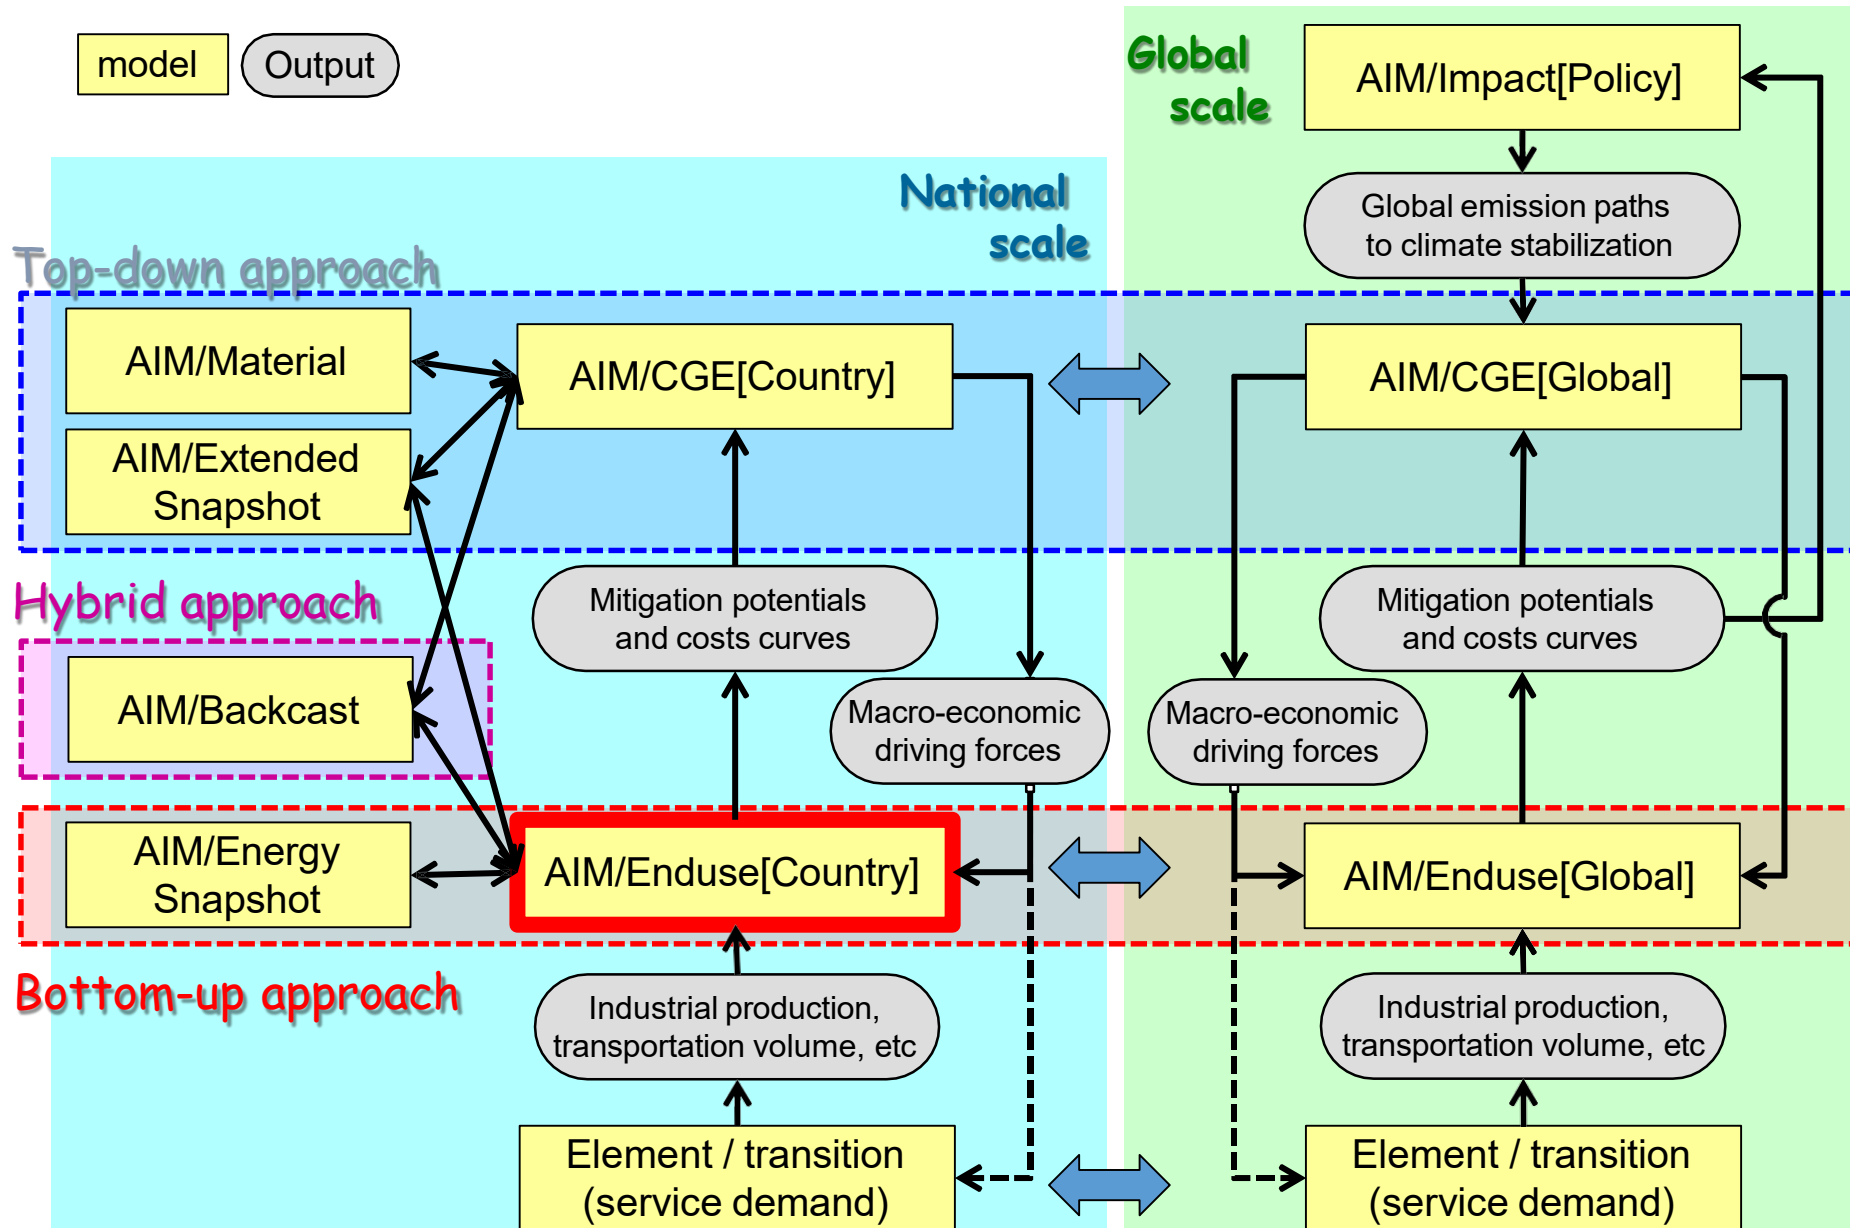 model
Output
Global
scale
AIM/Impact[Policy]
National
scale
Global emission paths
to climate stabilization
Top-down approach
AIM/Material
AIM/CGE[Country]
AIM/CGE[Global]
AIM/Extended
Snapshot
Hybrid approach
Mitigation potentials
and costs curves
Mitigation potentials
and costs curves
AIM/Backcast
Macro-economic
driving forces
Macro-economic
driving forces
AIM/Energy
Snapshot
AIM/Enduse[Country]
AIM/Enduse[Global]
Bottom-up approach
Industrial production,
transportation volume, etc
Industrial production,
transportation volume, etc
Element / transition
(service demand)
Element / transition
(service demand)